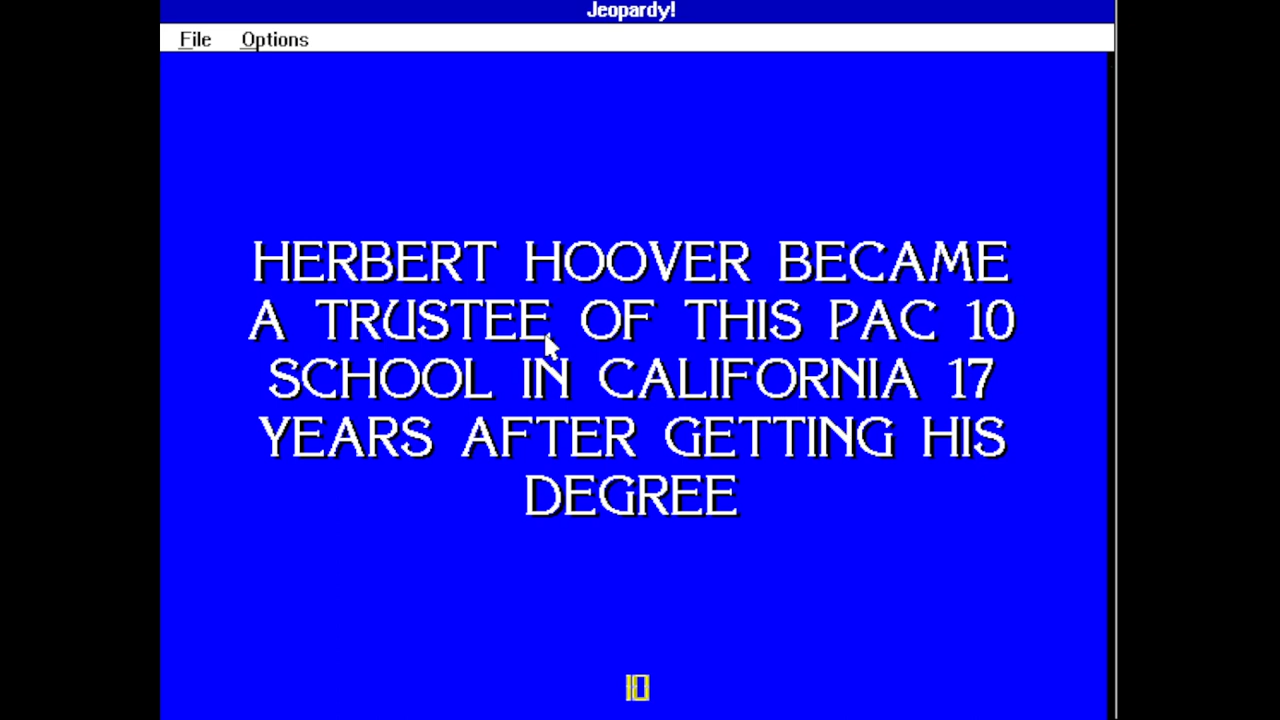 Jeopardy!
File Options
HERBERT HOOVER BECAME
A TRUSTEE OF THIS PAC 10
SCHOOL IN CALIFORNIA 17
YEARS AFTER GETTING HIS
DEGREE
10